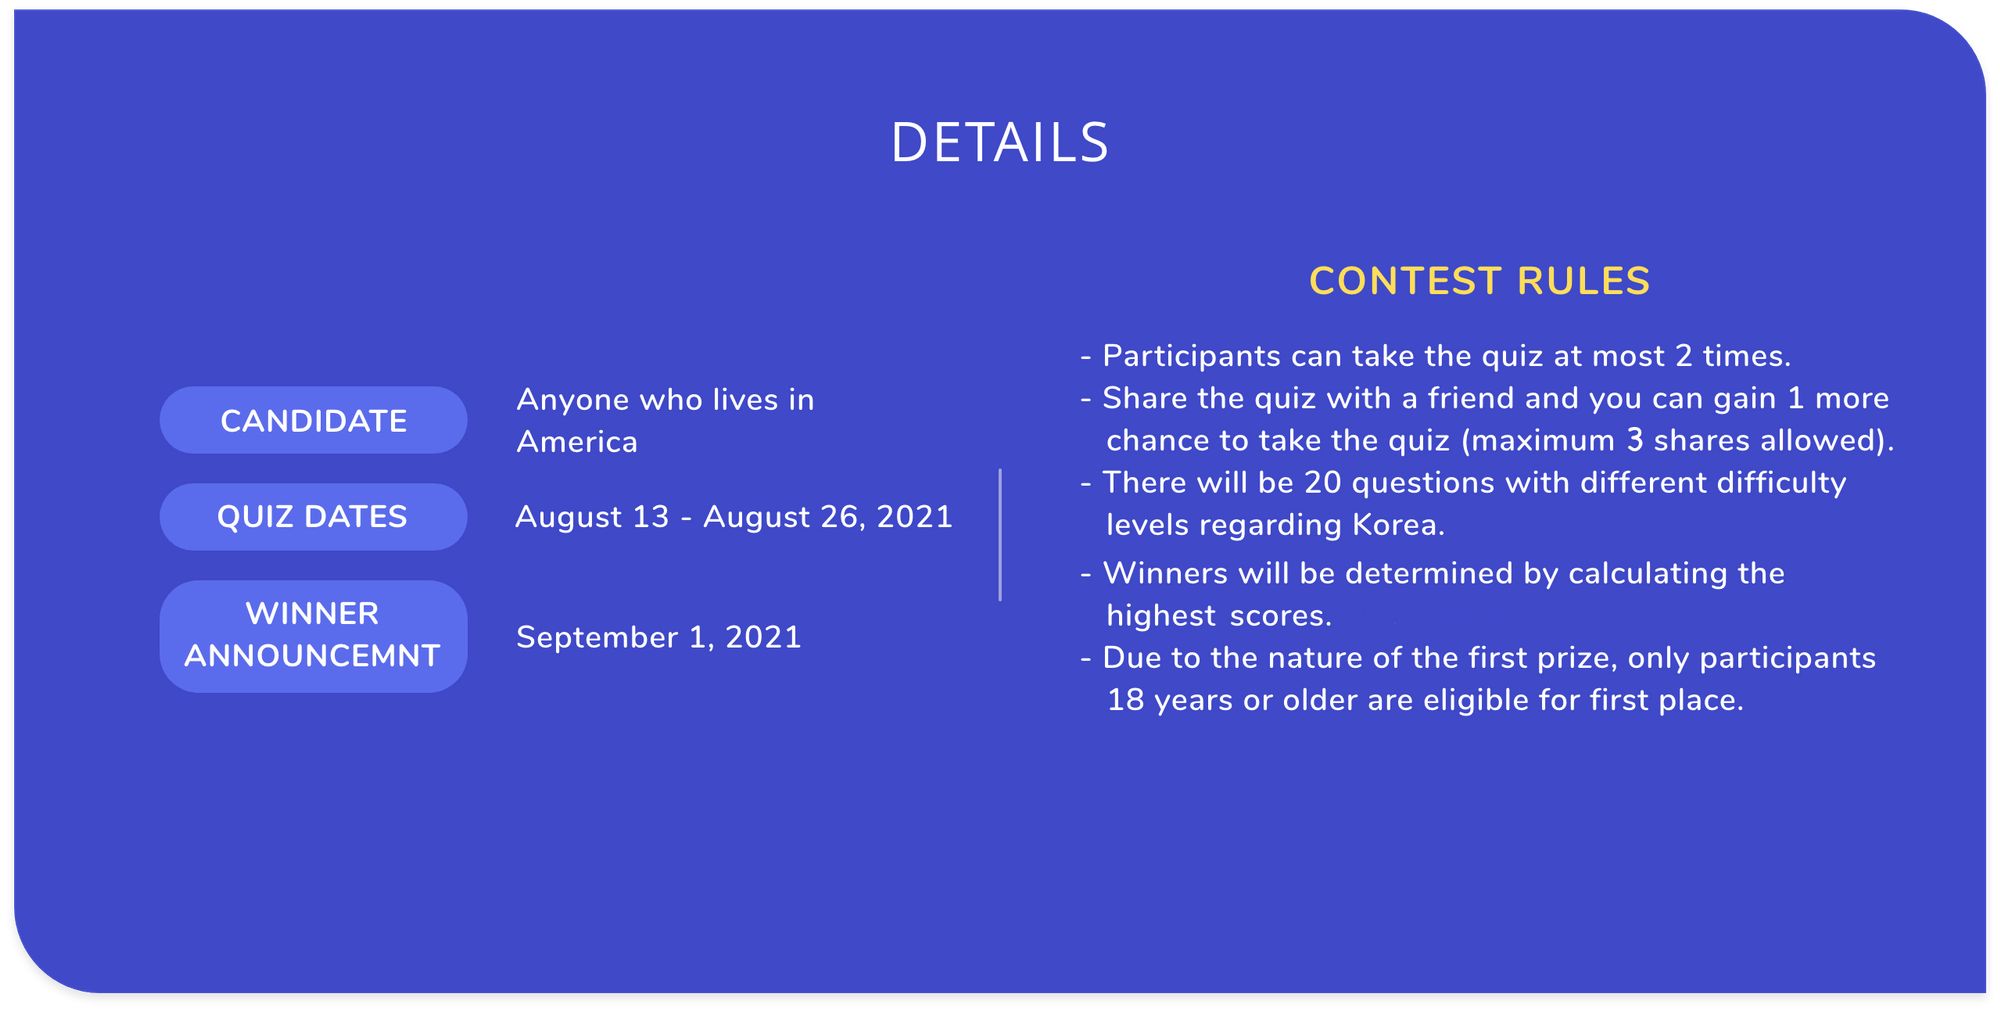 DETAILS
CANDIDATE
Anyone who lives in
America
QUIZ DATES
August 13 - August 26, 2021
WINNER
ANNOUNCEMNT
September 1, 2021
CONTEST RULES
- Participants can take the quiz at most 2 times.
- Share the quiz with a friend and you can gain 1 more
chance to take the quiz (maximum 3 shares allowed).
- There will be 20 questions with different difficulty
levels regarding Korea.
- Winners will be determined by calculating the
highest scores.
- Due to the nature of the first prize, only participants
18 years or older are eligible for first place.